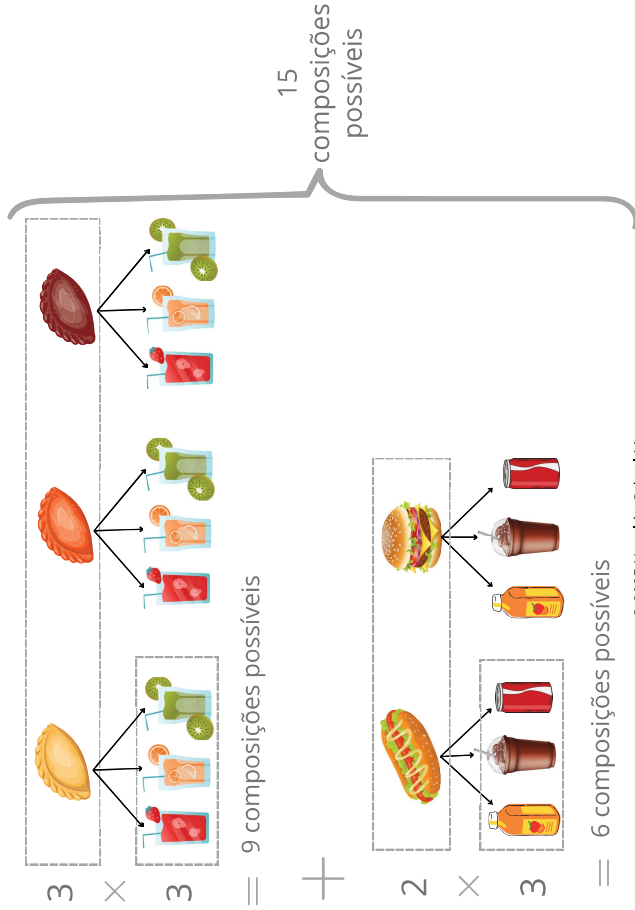 3
×
3
=
9 composições possíveis
+
2
×
3
=
6 composições possíveis
15
composições
possíveis